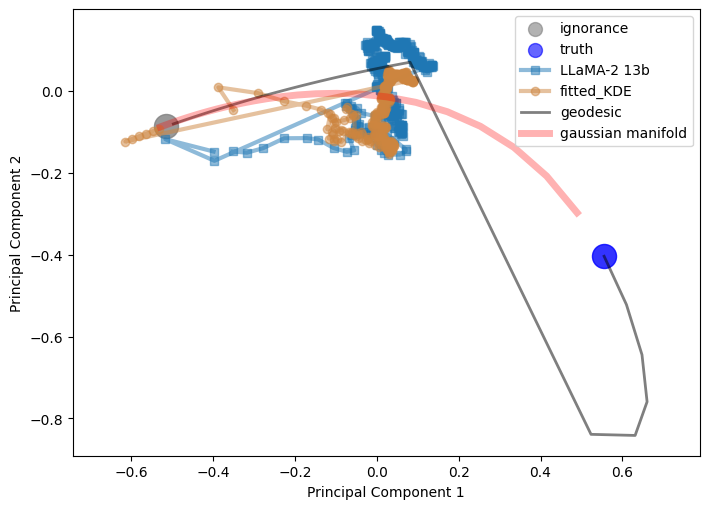 ignorance
truth
LLaMA-2 13b
fitted_KDE
geodesic
gaussian manifold
0.0
−0.2
−0.4
−0.6
−0.8
Principal Component 2
−0.6
−0.4
−0.2
0.0
0.2
0.4
0.6
Principal Component 1